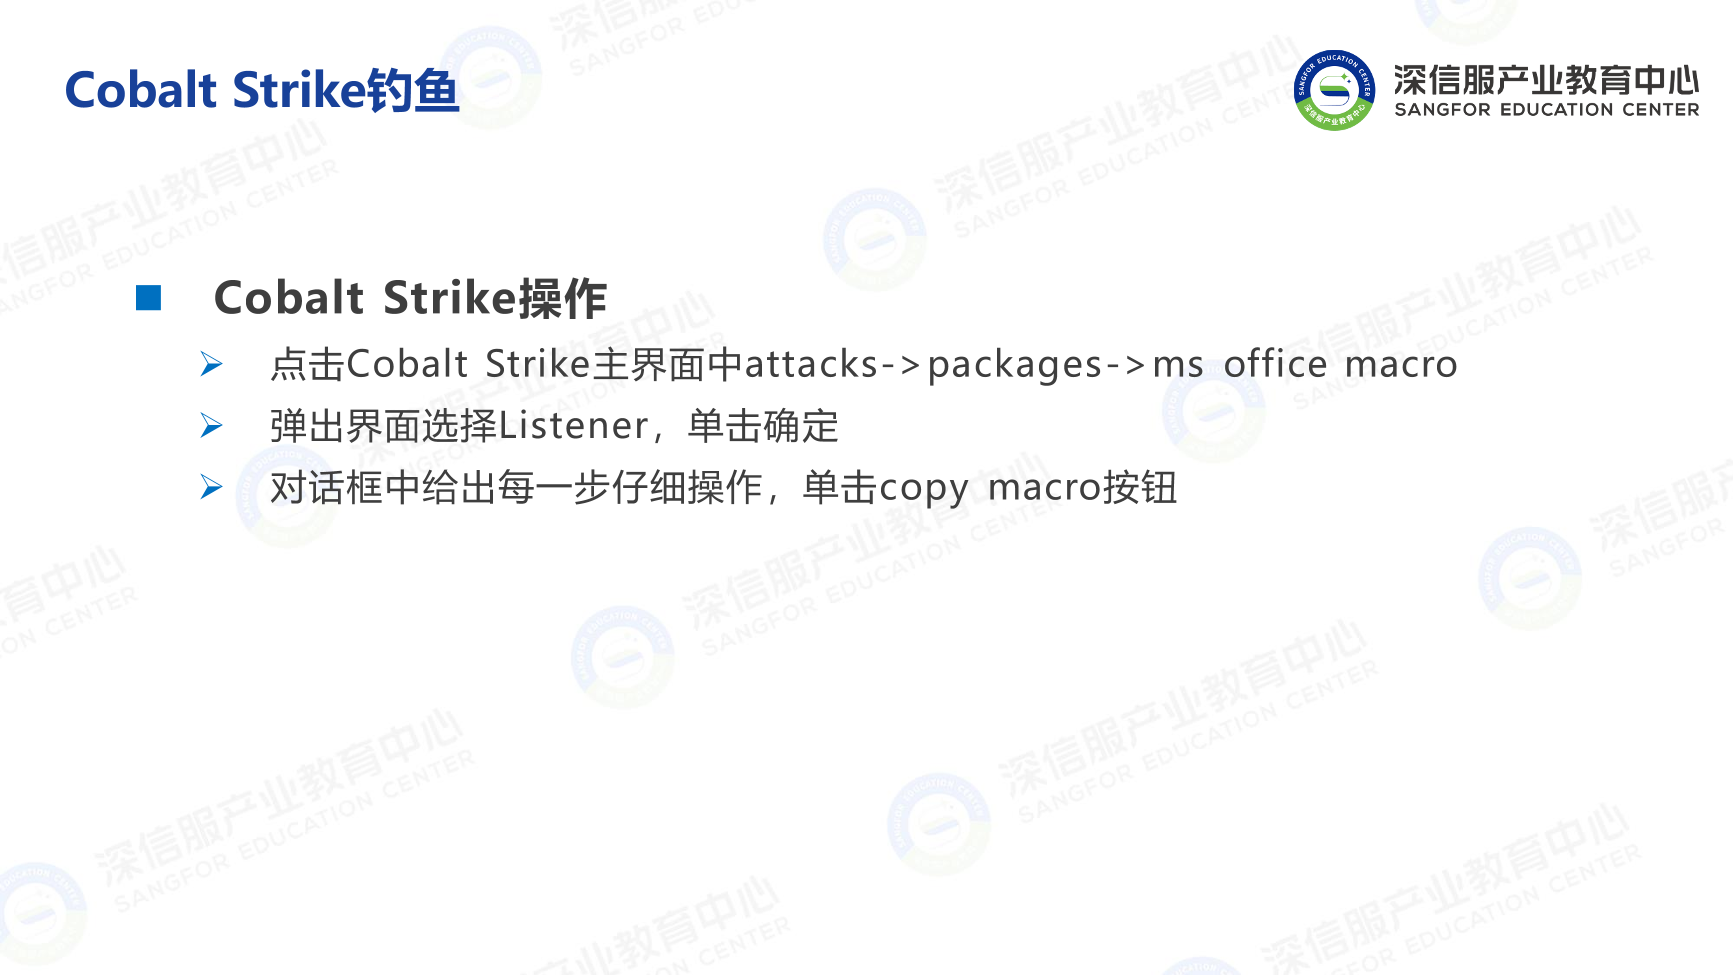 Cobalt Strike钓鱼
深信服产业教育中心
SANGFOR EDUCATION CENTER
Cobalt Strike操作
点击Cobalt Strike主界面中attacks->packages->ms office macro
弹出界面选择Listener，单击确定
对话框中给出每一步仔细操作，单击copy macro按钮